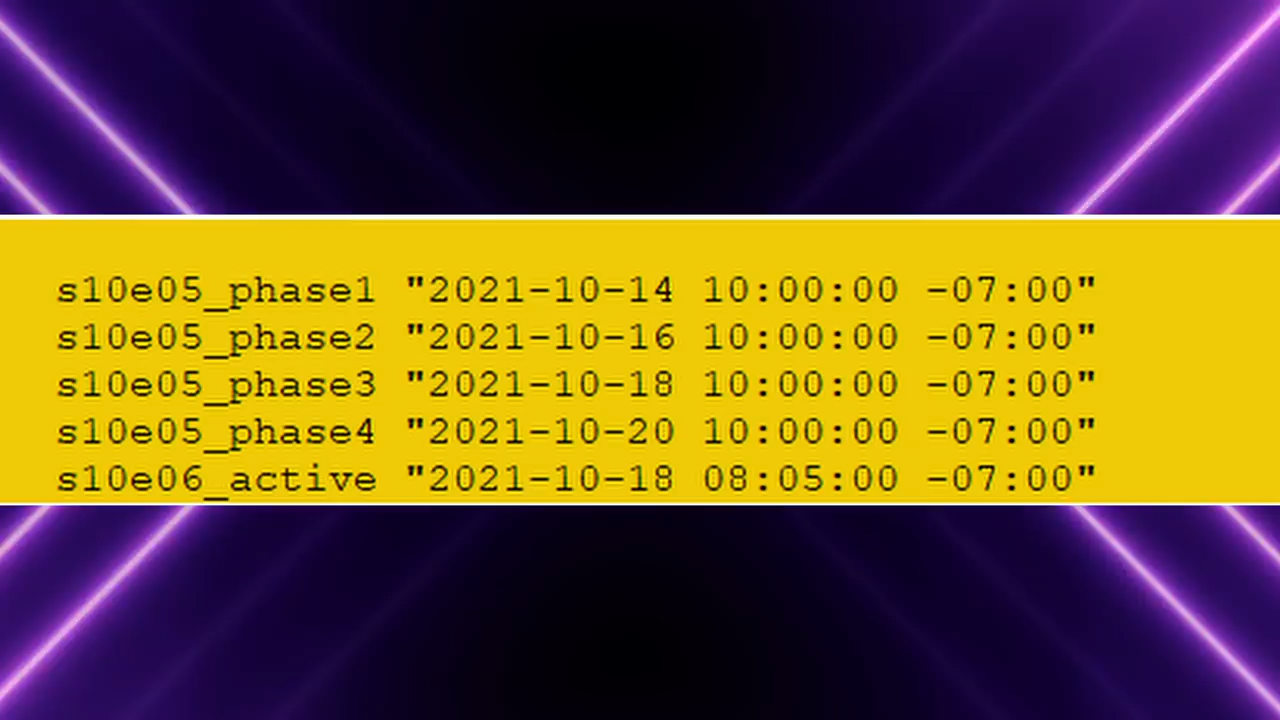 s10e05_phase1 "2021-10-14 10:00:00 -07:00"
s10e05_phase2 "2021-10-16 10:00:00 -07:00"
s10e05_phase3 "2021-10-18 10:00:00 -07:00"
s10e05_phase4 "2021-10-20 10:00:00 -07:00"
s10e06_active "2021-10-18 08:05:00 -07:00"